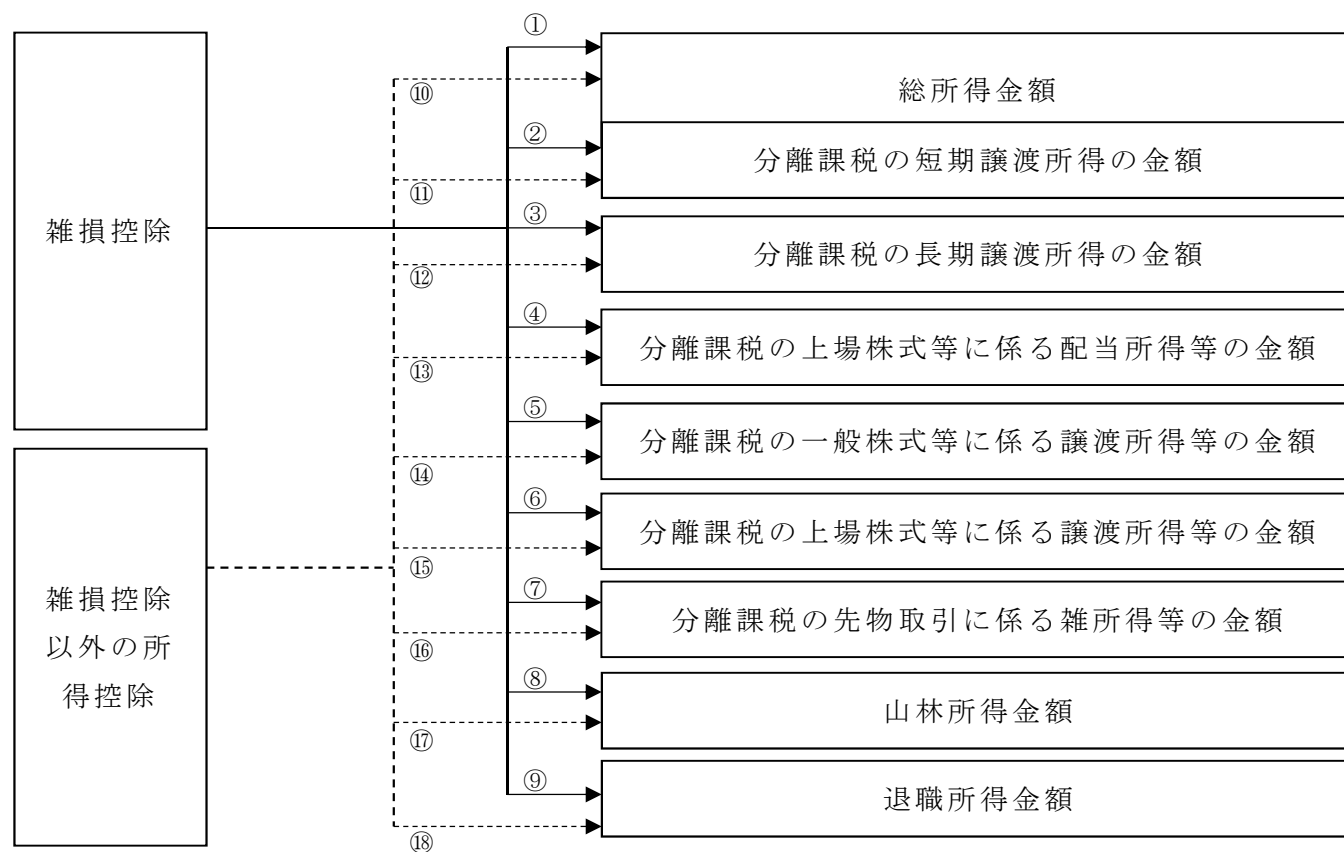 雑損控除
雑損控除
以外の所
得控除
①
⑩
総所得金額
②
⑪
分離課税の短期譲渡所得の金額
③
⑫
分離課税の長期譲渡所得の金額
④
⑬
分離課税の上場株式等に係る配当所得等の金額
⑤
⑭
分離課税の一般株式等に係る譲渡所得等の金額
⑥
⑮
分離課税の上場株式等に係る譲渡所得等の金額
⑦
⑯
分離課税の先物取引に係る雑所得等の金額
⑧
⑰
山林所得金額
⑨
⑱
退職所得金額